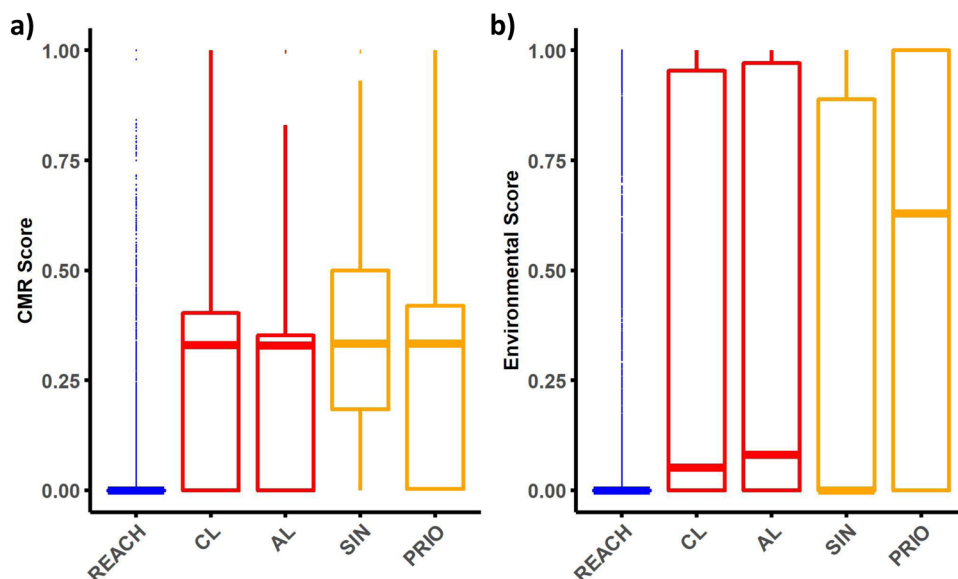 a)
CMR Score
1.00
0.75
0.50
0.25
0.00
REACH
CL
AL
SIN
PRIO
b)
Environmental Score
1.00
0.75
0.50
0.25
0.00
REACH
CL
AL
SIN
PRIO